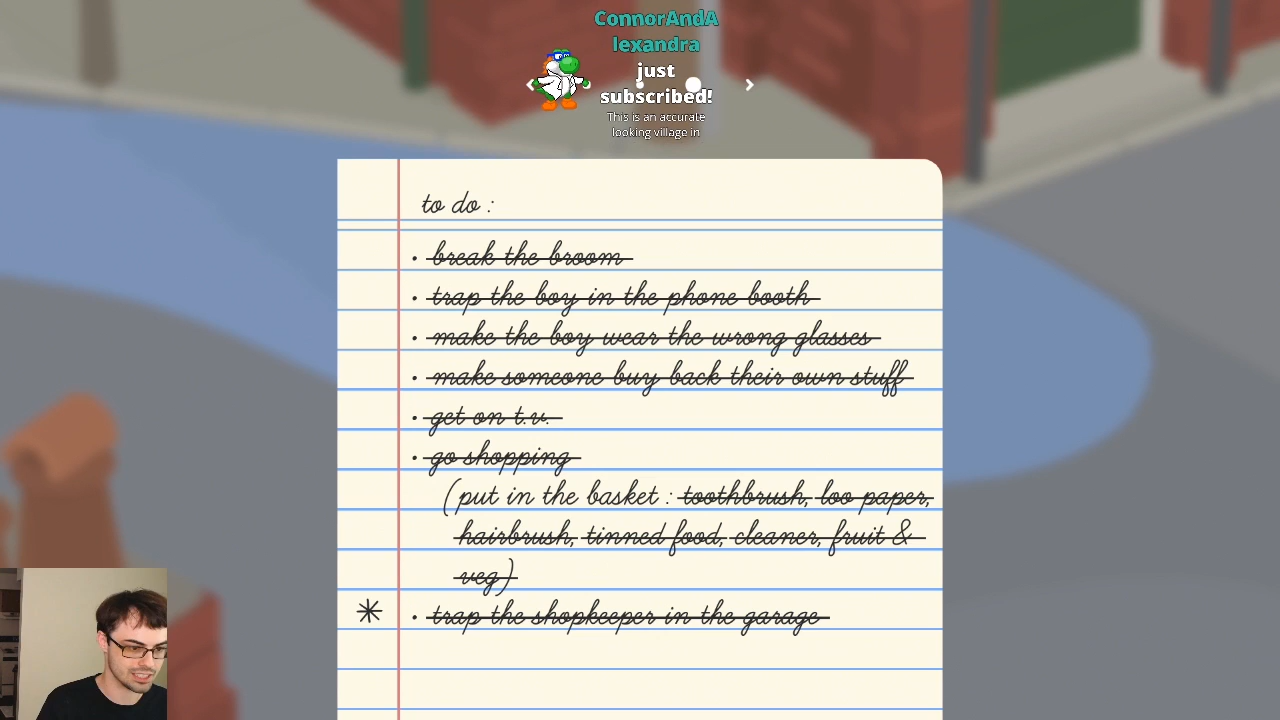 ConnorAndA
lexandra
just
subscribed!
This is an accurate
looking village in
to do :
• break the broom
• trap the boy in the phone booth
• make the boy wear the wrong glasses
• make someone buy back their own stuff
• get on t.v.
• go shopping
(put in the basket : toothbrush, loo paper,
hairbrush, tinned food, cleaner, fruit &
veg)
• trap the shopkeeper in the garage